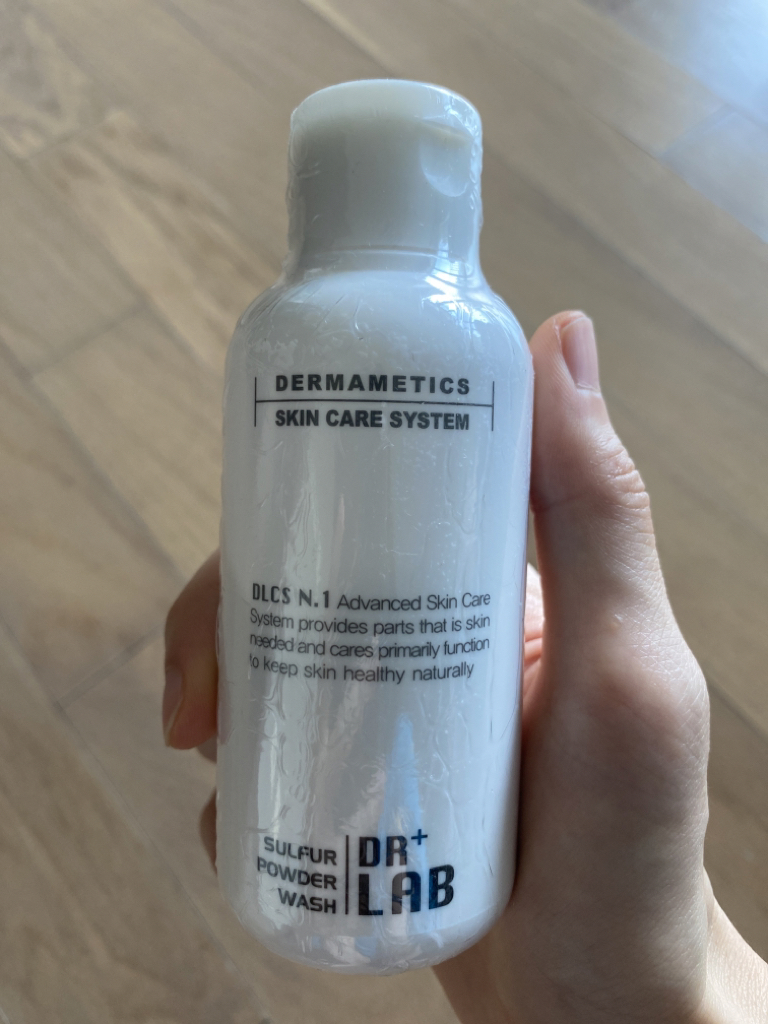 DERMAMETICS
SKIN CARE SYSTEM
DLCS N.1 Advanced Skin Care
System provides parts that is skin
needed and cares primarily function
to keep skin healthy naturally
SULFUR
POWDER
WASH
DR+
LAB